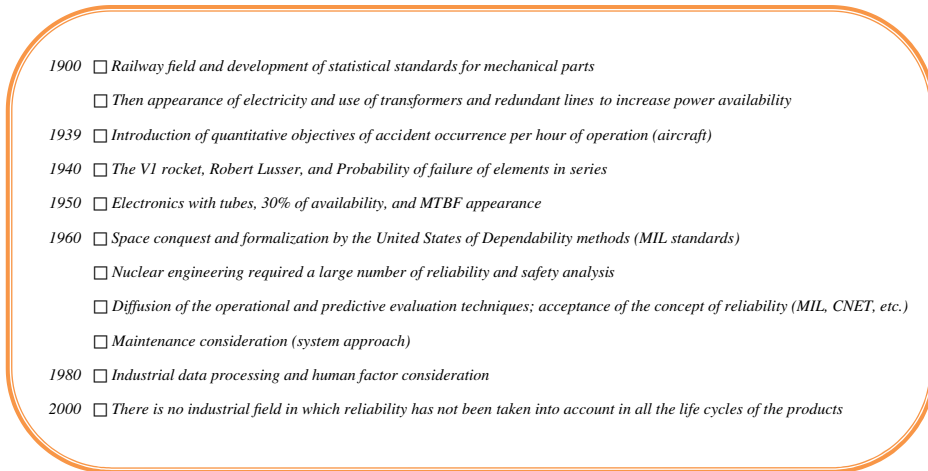 1900 □ Railway field and development of statistical standards for mechanical parts
□ Then appearance of electricity and use of transformers and redundant lines to increase power availability
1939 □ Introduction of quantitative objectives of accident occurrence per hour of operation (aircraft)
1940 □ The V1 rocket, Robert Lusser, and Probability of failure of elements in series
1950 □ Electronics with tubes, 30% of availability, and MTBF appearance
1960 □ Space conquest and formalization by the United States of Dependability methods (MIL standards)
□ Nuclear engineering required a large number of reliability and safety analysis
□ Diffusion of the operational and predictive evaluation techniques; acceptance of the concept of reliability (MIL, CNET, etc.)
□ Maintenance consideration (system approach)
1980 □ Industrial data processing and human factor consideration
2000 □ There is no industrial field in which reliability has not been taken into account in all the life cycles of the products